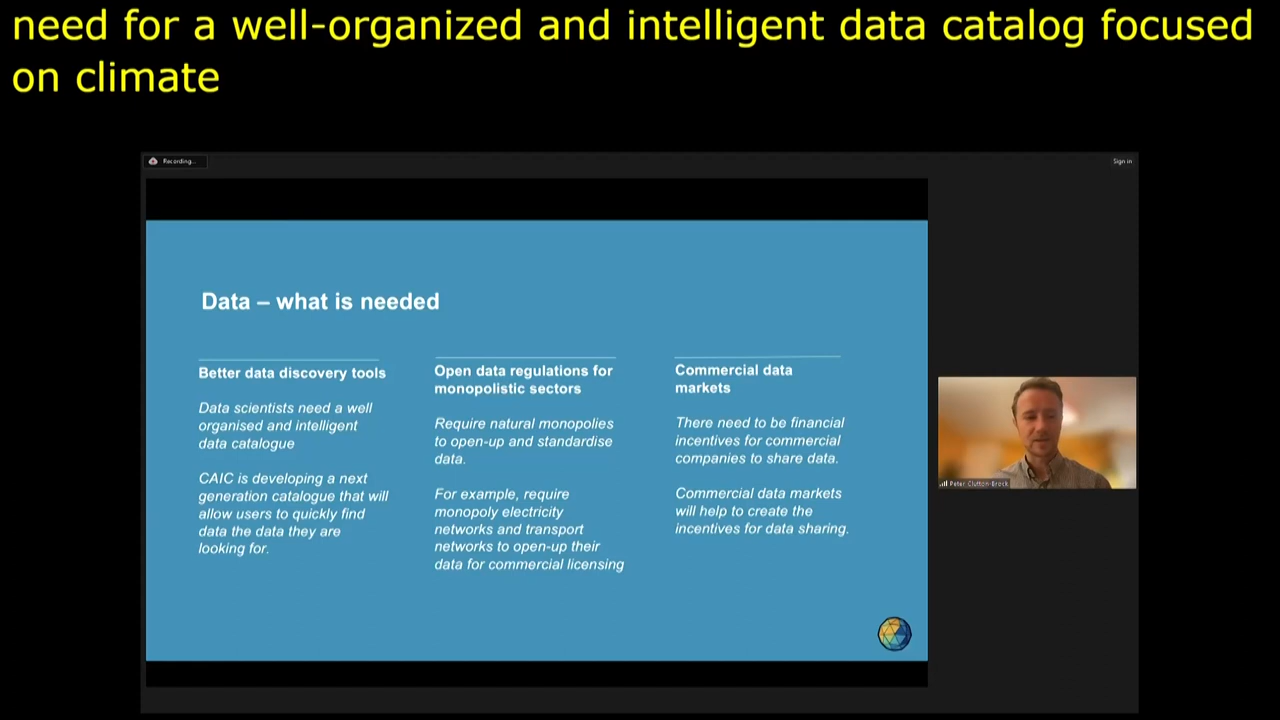 need for a well-organized and intelligent data catalog focused
on climate
Recording...
Sign in
Data – what is needed
Better data discovery tools
Data scientists need a well
organised and intelligent
data catalogue
CAIC is developing a next
generation catalogue that will
allow users to quickly find
data the data they are
looking for.
Open data regulations for
monopolistic sectors
Require natural monopolies
to open-up and standardise
data.
For example, require
monopoly electricity
networks and transport
networks to open-up their
data for commercial licensing
Commercial data
markets
There need to be financial
incentives for commercial
companies to share data.
Commercial data markets
will help to create the
incentives for data sharing.
Peter Clutton-Brock